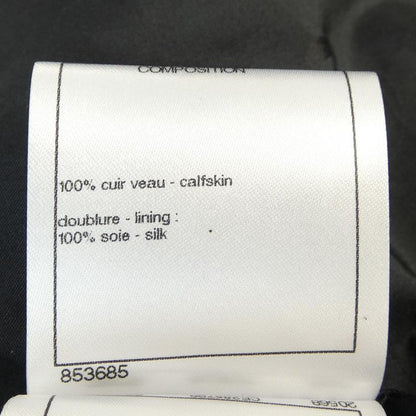 COMPOSITION
100% cuir veau - calfskin
doublure - lining :
100% soie - silk
853685